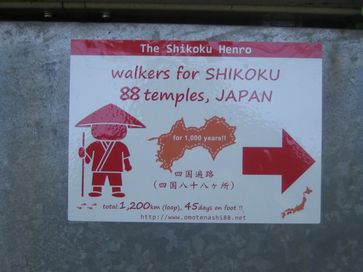 The Shikoku Henro
walkers for SHIKOKU
88 temples, JAPAN
for 1,000 years!!
四国遍路
(四国八十八ヶ所)
total 1,200km (loop), 45days on foot !!
http://www.omotenashi88.net